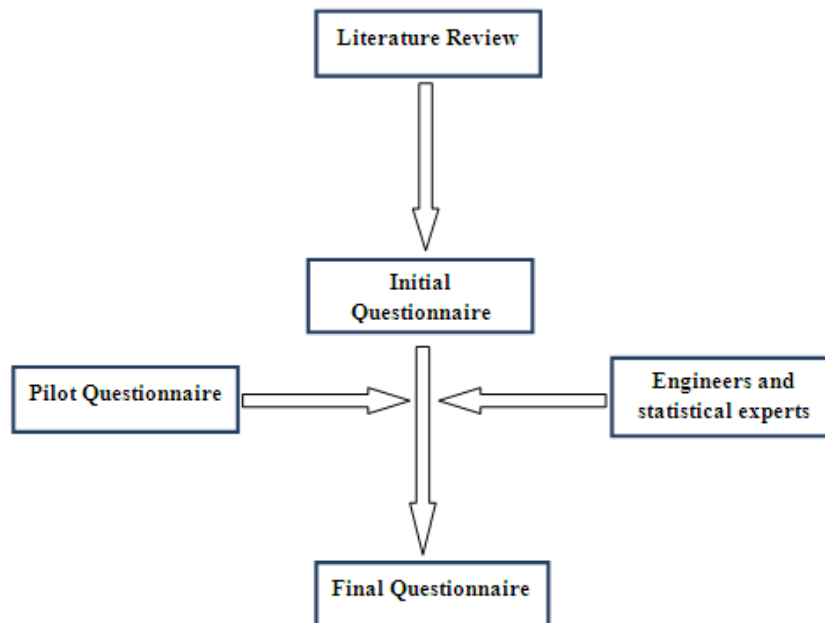 Literature Review
Initial
Questionnaire
Pilot Questionnaire
Engineers and
statistical experts
Final Questionnaire